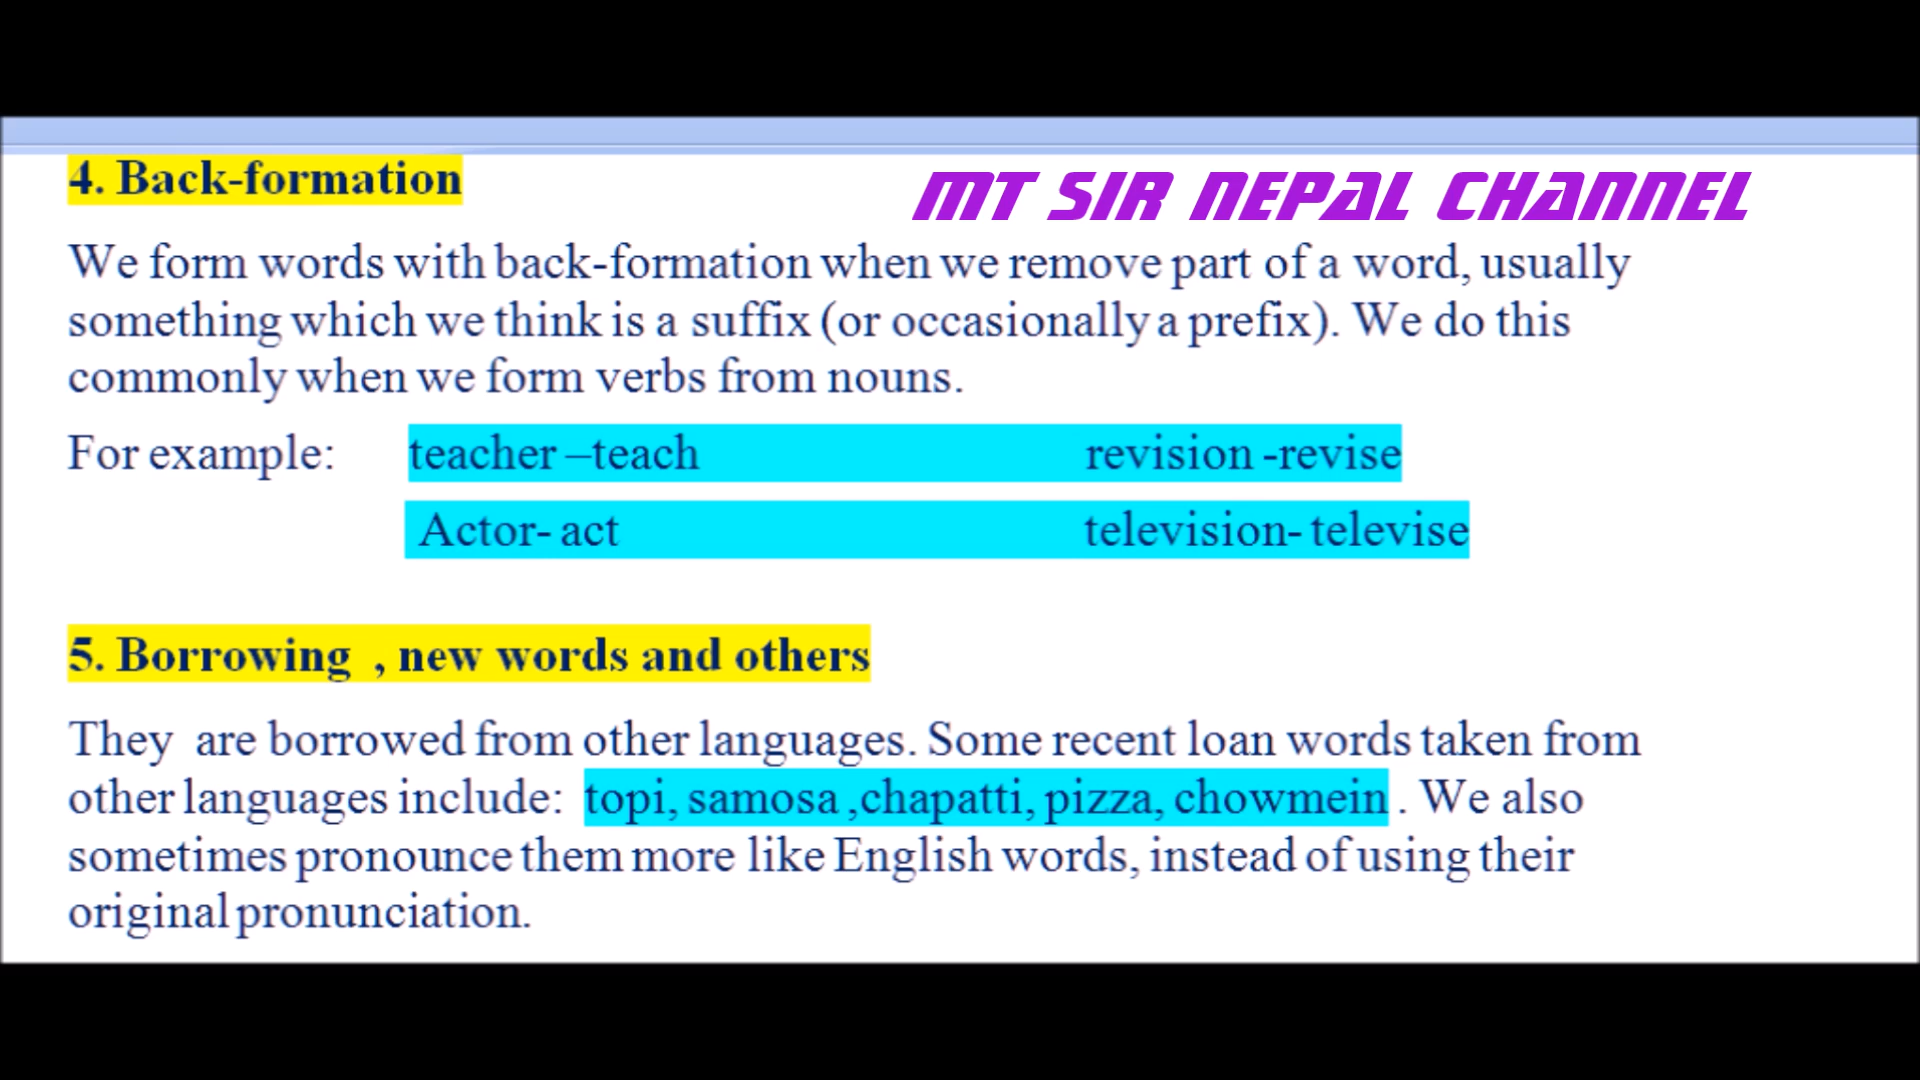 4. Back-formation
MT SIR NEPAL CHANNEL
We form words with back-formation when we remove part of a word, usually
something which we think is a suffix (or occasionally a prefix). We do this
commonly when we form verbs from nouns.
For example: teacher –teach revision -revise
Actor- act television- televise
5. Borrowing , new words and others
They are borrowed from other languages. Some recent loan words taken from
other languages include: topi, samosa ,chapatti, pizza, chowmein . We also
sometimes pronounce them more like English words, instead of using their
original pronunciation.